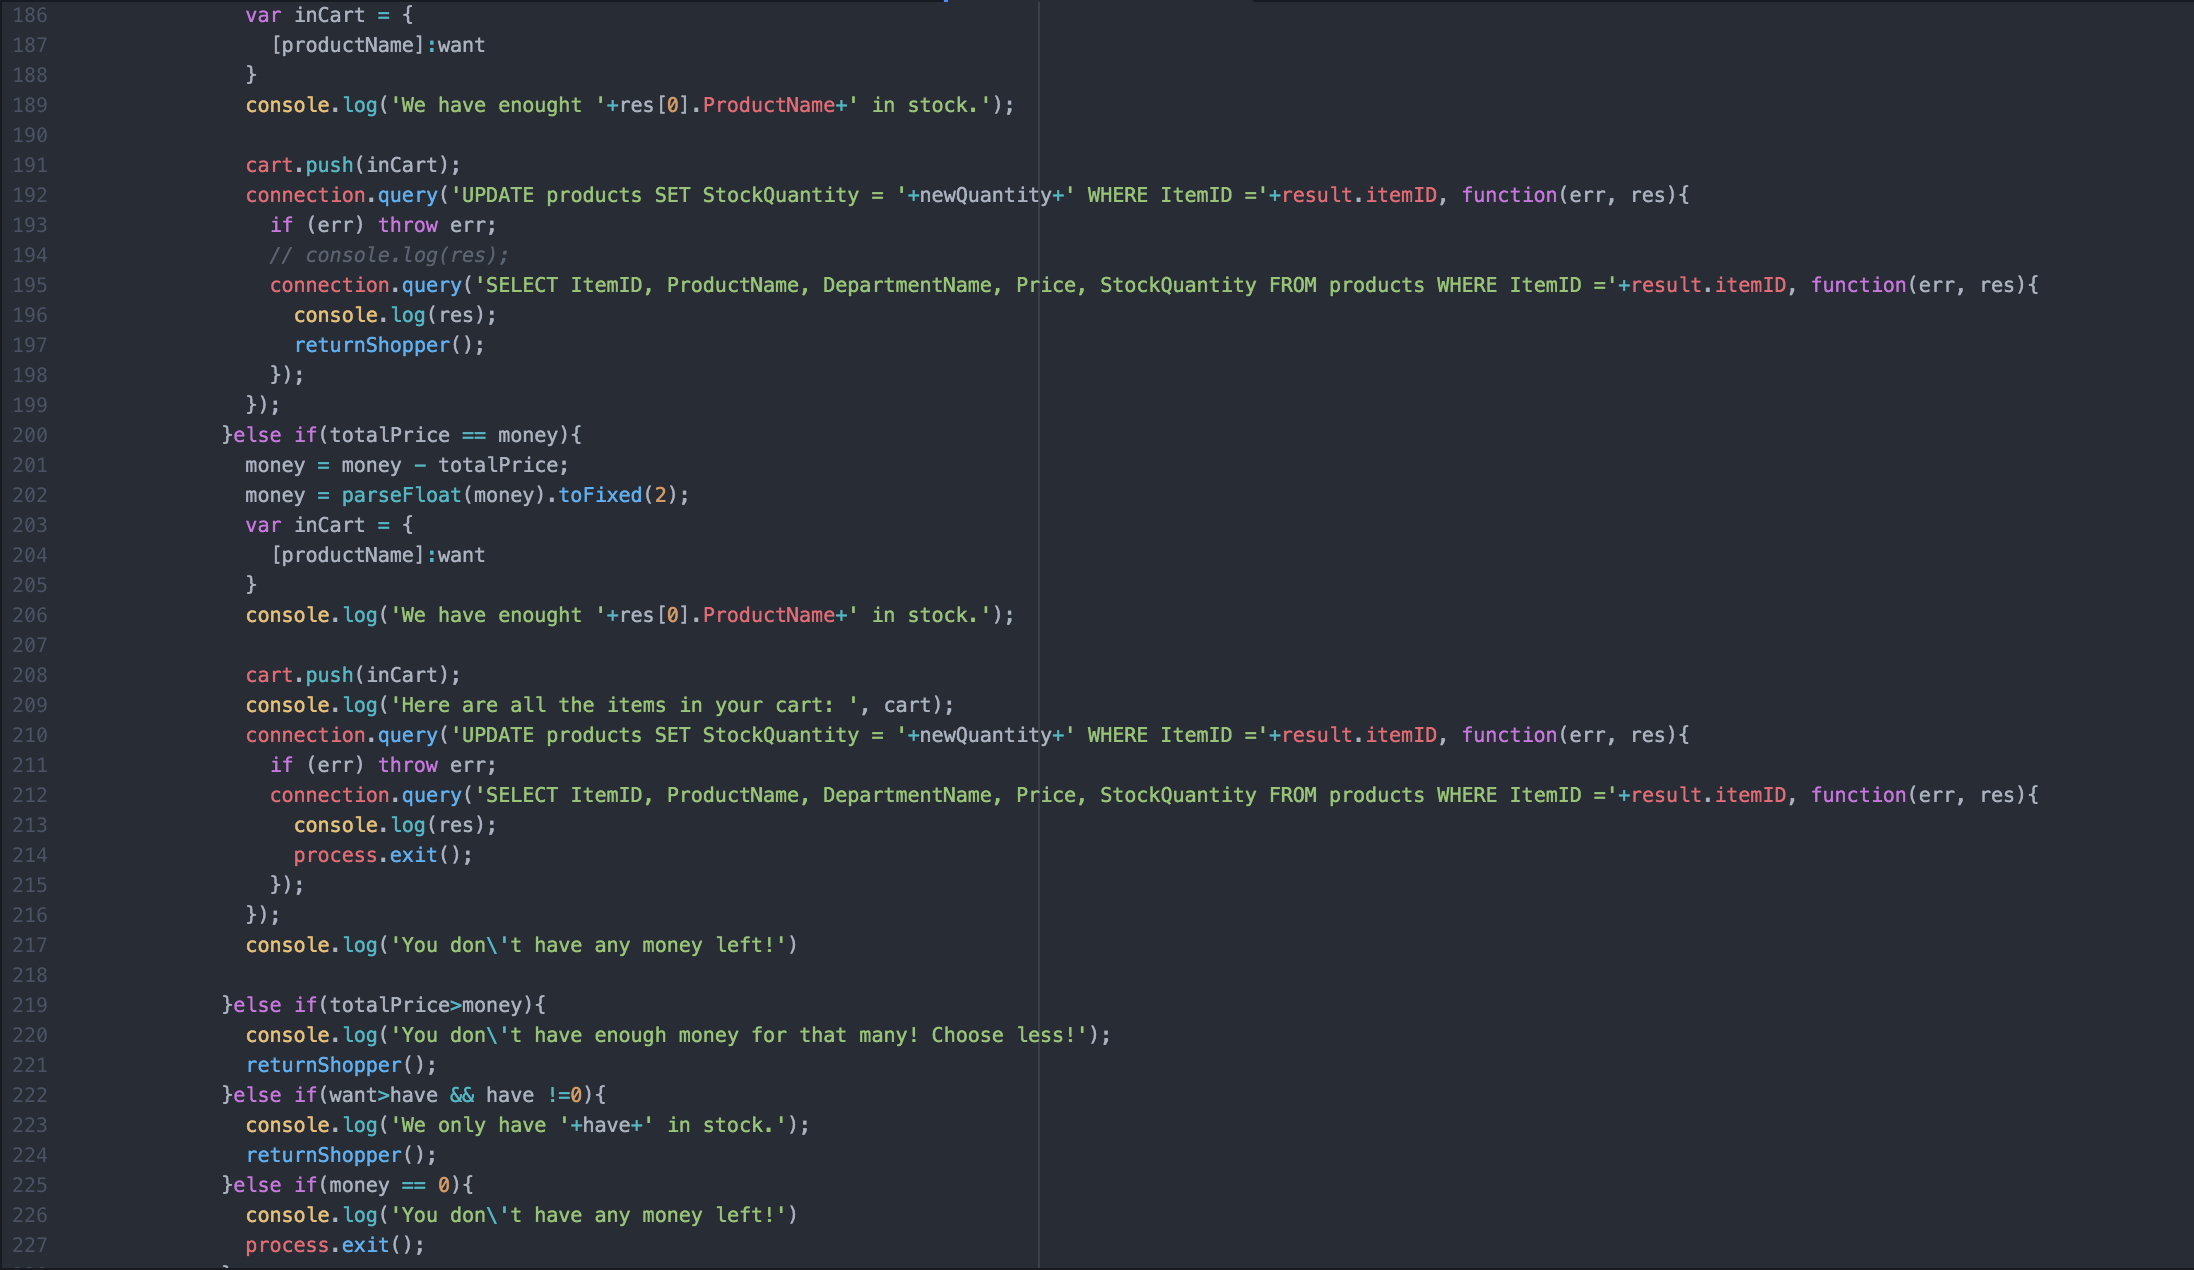 186 var inCart = {
187 [productName]:want
188 }
189 console.log('We have enought '+res[0].ProductName+' in stock.');
190
191 cart.push(inCart);
192 connection.query('UPDATE products SET StockQuantity = '+newQuantity+' WHERE ItemID ='+result.itemID, function(err, res){
193 if (err) throw err;
194 // console.log(res);
195 connection.query('SELECT ItemID, ProductName, DepartmentName, Price, StockQuantity FROM products WHERE ItemID ='+result.itemID, function(err, res){
196 console.log(res);
197 returnShopper();
198 });
199 });
200 }else if(totalPrice == money){
201 money = money - totalPrice;
202 money = parseFloat(money).toFixed(2);
203 var inCart = {
204 [productName]:want
205 }
206 console.log('We have enought '+res[0].ProductName+' in stock.');
207
208 cart.push(inCart);
209 console.log('Here are all the items in your cart: ', cart);
210 connection.query('UPDATE products SET StockQuantity = '+newQuantity+' WHERE ItemID ='+result.itemID, function(err, res){
211 if (err) throw err;
212 connection.query('SELECT ItemID, ProductName, DepartmentName, Price, StockQuantity FROM products WHERE ItemID ='+result.itemID, function(err, res){
213 console.log(res);
214 process.exit();
215 });
216 });
217 console.log('You don\'t have any money left!')
218
219 }else if(totalPrice>money){
220 console.log('You don\'t have enough money for that many! Choose less!');
221 returnShopper();
222 }else if(want>have && have !=0){
223 console.log('We only have '+have+' in stock.');
224 returnShopper();
225 }else if(money == 0){
226 console.log('You don\'t have any money left!')
227 process.exit();